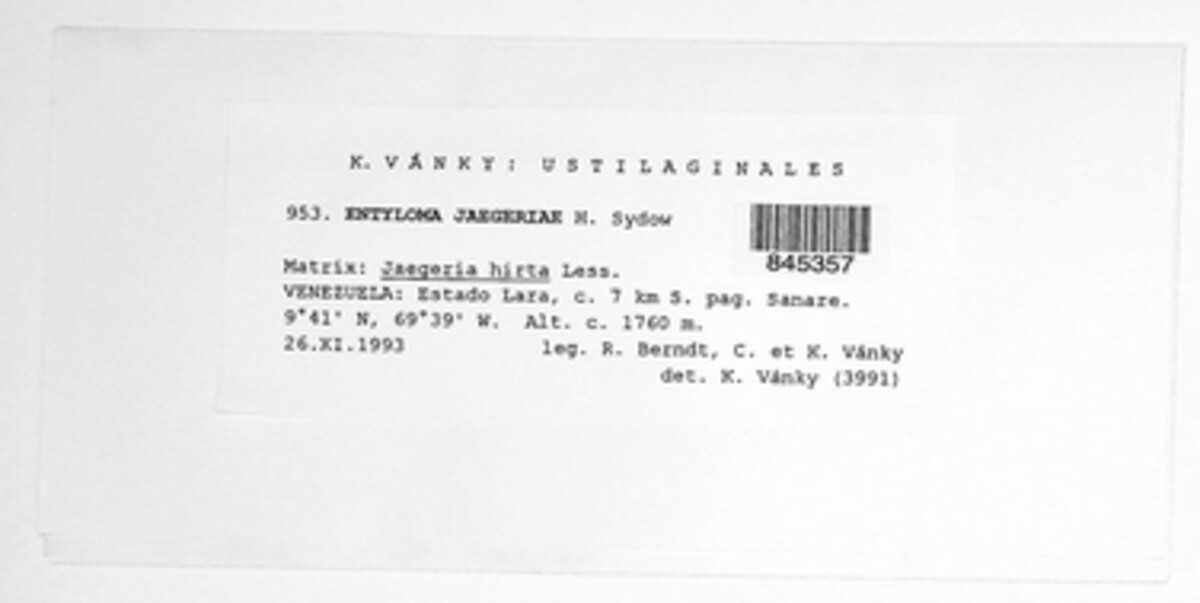 K. VÁNKY: USTILAGINALES
953. ENTYLOMA JAEGERIAE H. Sydow
845357
Matrix: Jaegeria hirta Less.
VENEZUELA: Estado Lara, c. 7 km S. pag. Sanare.
9°41' N, 69°39' W. Alt. c. 1760 m.
26.XI.1993 leg. R. Berndt, C. et K. Vánky
det. K. Vánky (3991)